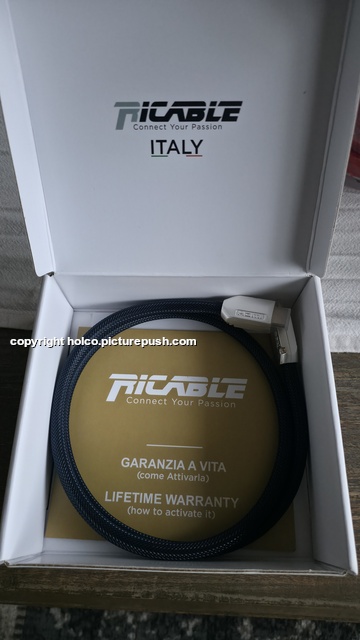 RICABLE
Connect Your Passion
ITALY
HDMI
copyright holco.picturepush.com
RICABLE
Connect Your Passion
GARANZIA A VITA
(come Attivarla)
LIFETIME WARRANTY
(how to activate it)